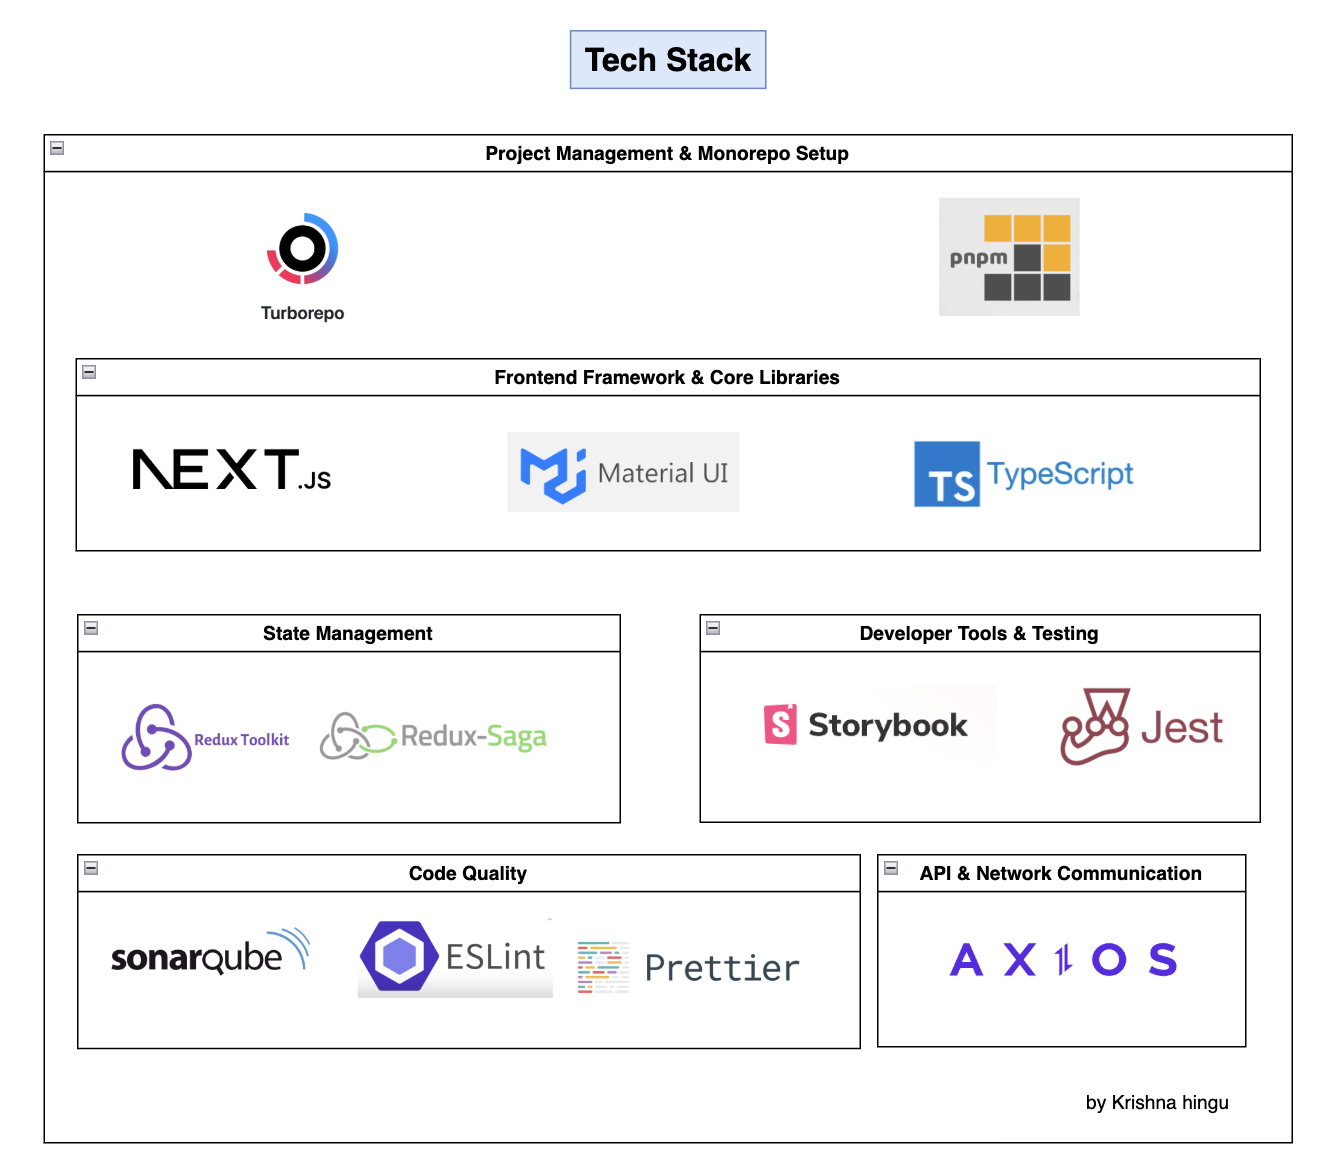 Tech Stack
Project Management & Monorepo Setup
Turborepo
pnpm
Frontend Framework & Core Libraries
NEXT.JS
Material UI
TS TypeScript
State Management
Redux Toolkit
Redux-Saga
Developer Tools & Testing
S Storybook
Jest
Code Quality
sonarqube
ESLint
Prettier
API & Network Communication
AXIOS
by Krishna hingu